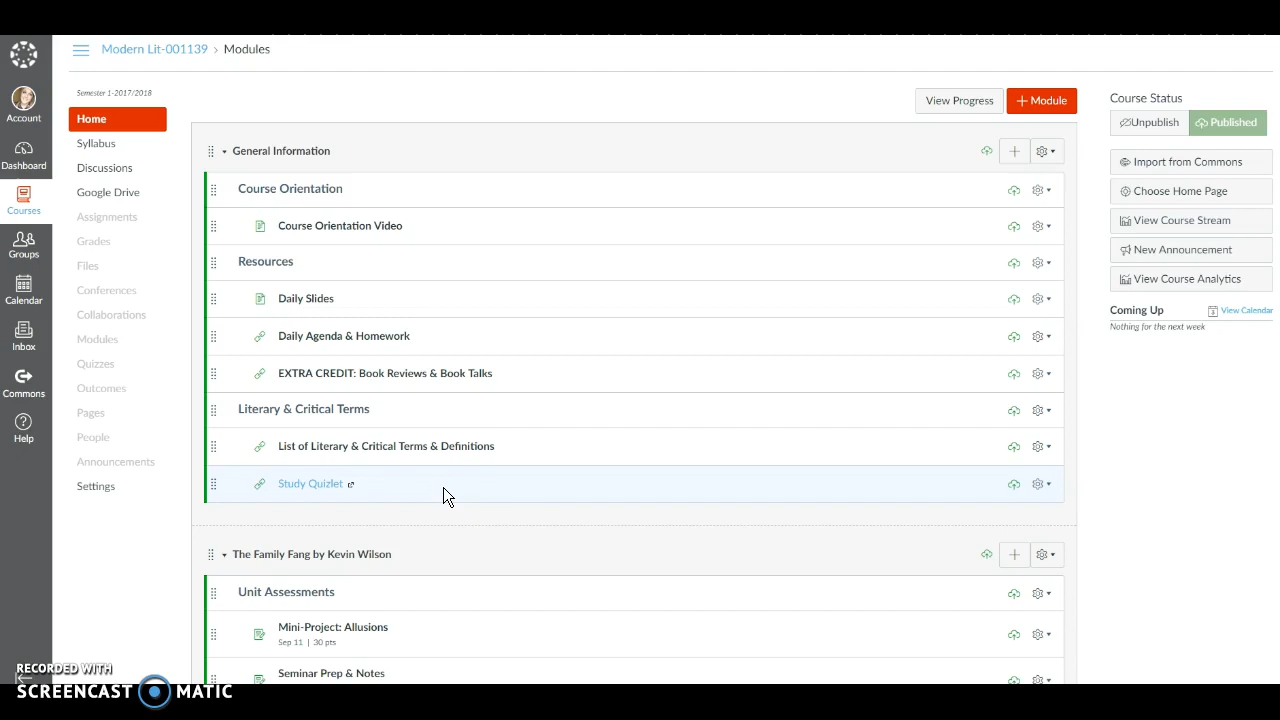 Modern Lit-001139 › Modules
Semester 1-2017/2018
Account
Dashboard
Courses
Groups
Calendar
Inbox
Commons
Help
Home
Syllabus
Discussions
Google Drive
Assignments
Grades
Files
Conferences
Collaborations
Modules
Quizzes
Outcomes
Pages
People
Announcements
Settings
View Progress
+ Module
General Information
Course Orientation
Course Orientation Video
Resources
Daily Slides
Daily Agenda & Homework
EXTRA CREDIT: Book Reviews & Book Talks
Literary & Critical Terms
List of Literary & Critical Terms & Definitions
Study Quizlet
The Family Fang by Kevin Wilson
Unit Assessments
Mini-Project: Allusions
Sep 11 | 30 pts
Seminar Prep & Notes
Course Status
Unpublish
Published
Import from Commons
Choose Home Page
View Course Stream
New Announcement
View Course Analytics
Coming Up
View Calendar
Nothing for the next week
RECORDED WITH
SCREENCAST MATIC